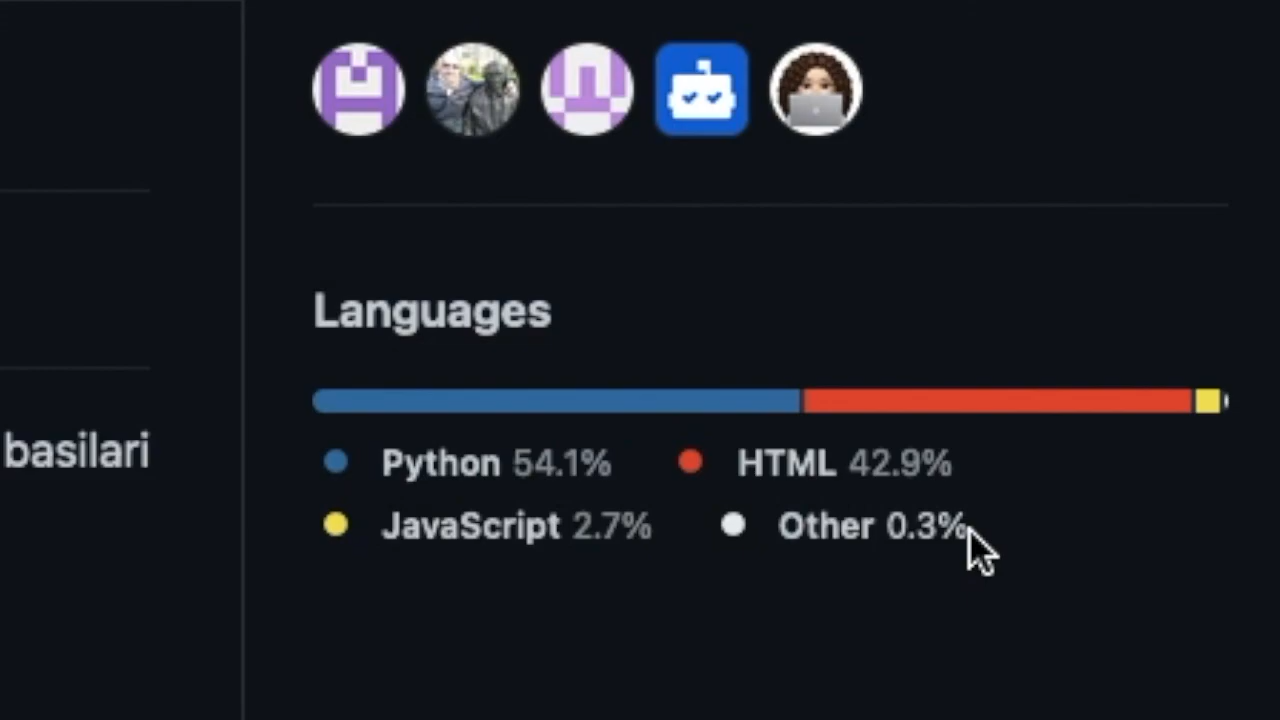 Languages
basilari
Python 54.1% HTML 42.9%
JavaScript 2.7% Other 0.3%